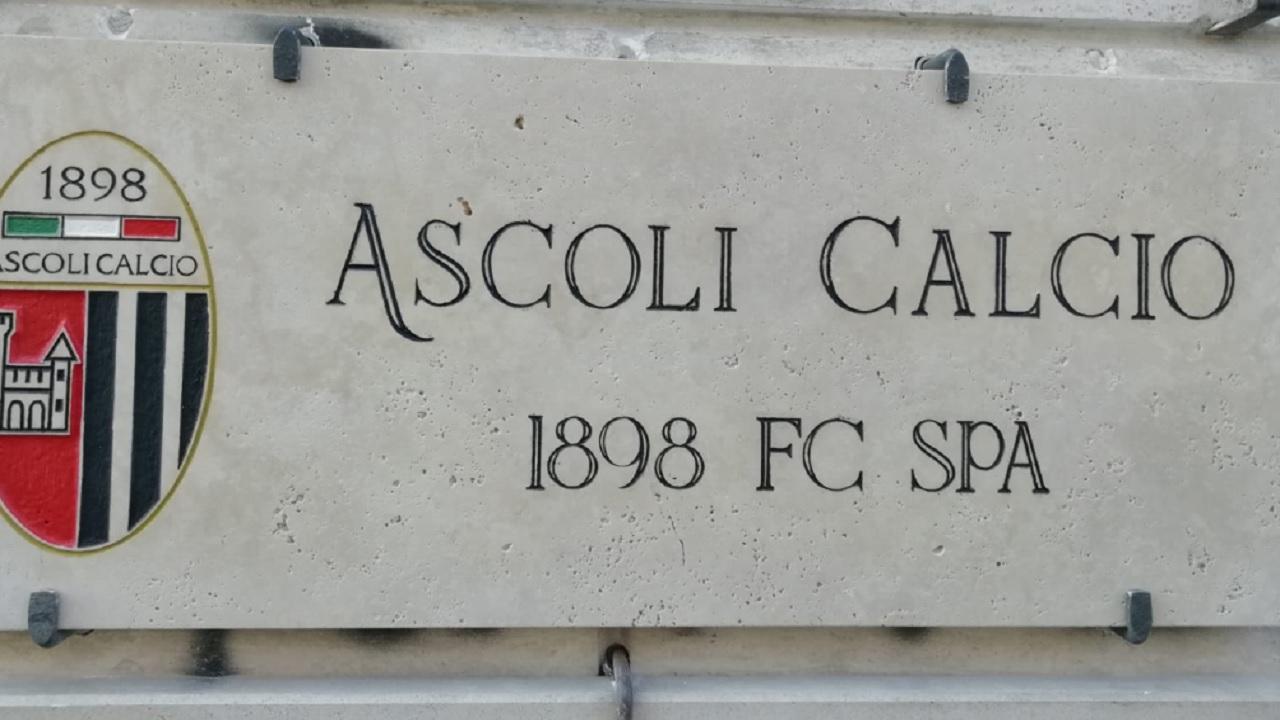 1898
ASCOLI CALCIO
ASCOLI CALCIO
1898 FC SPA